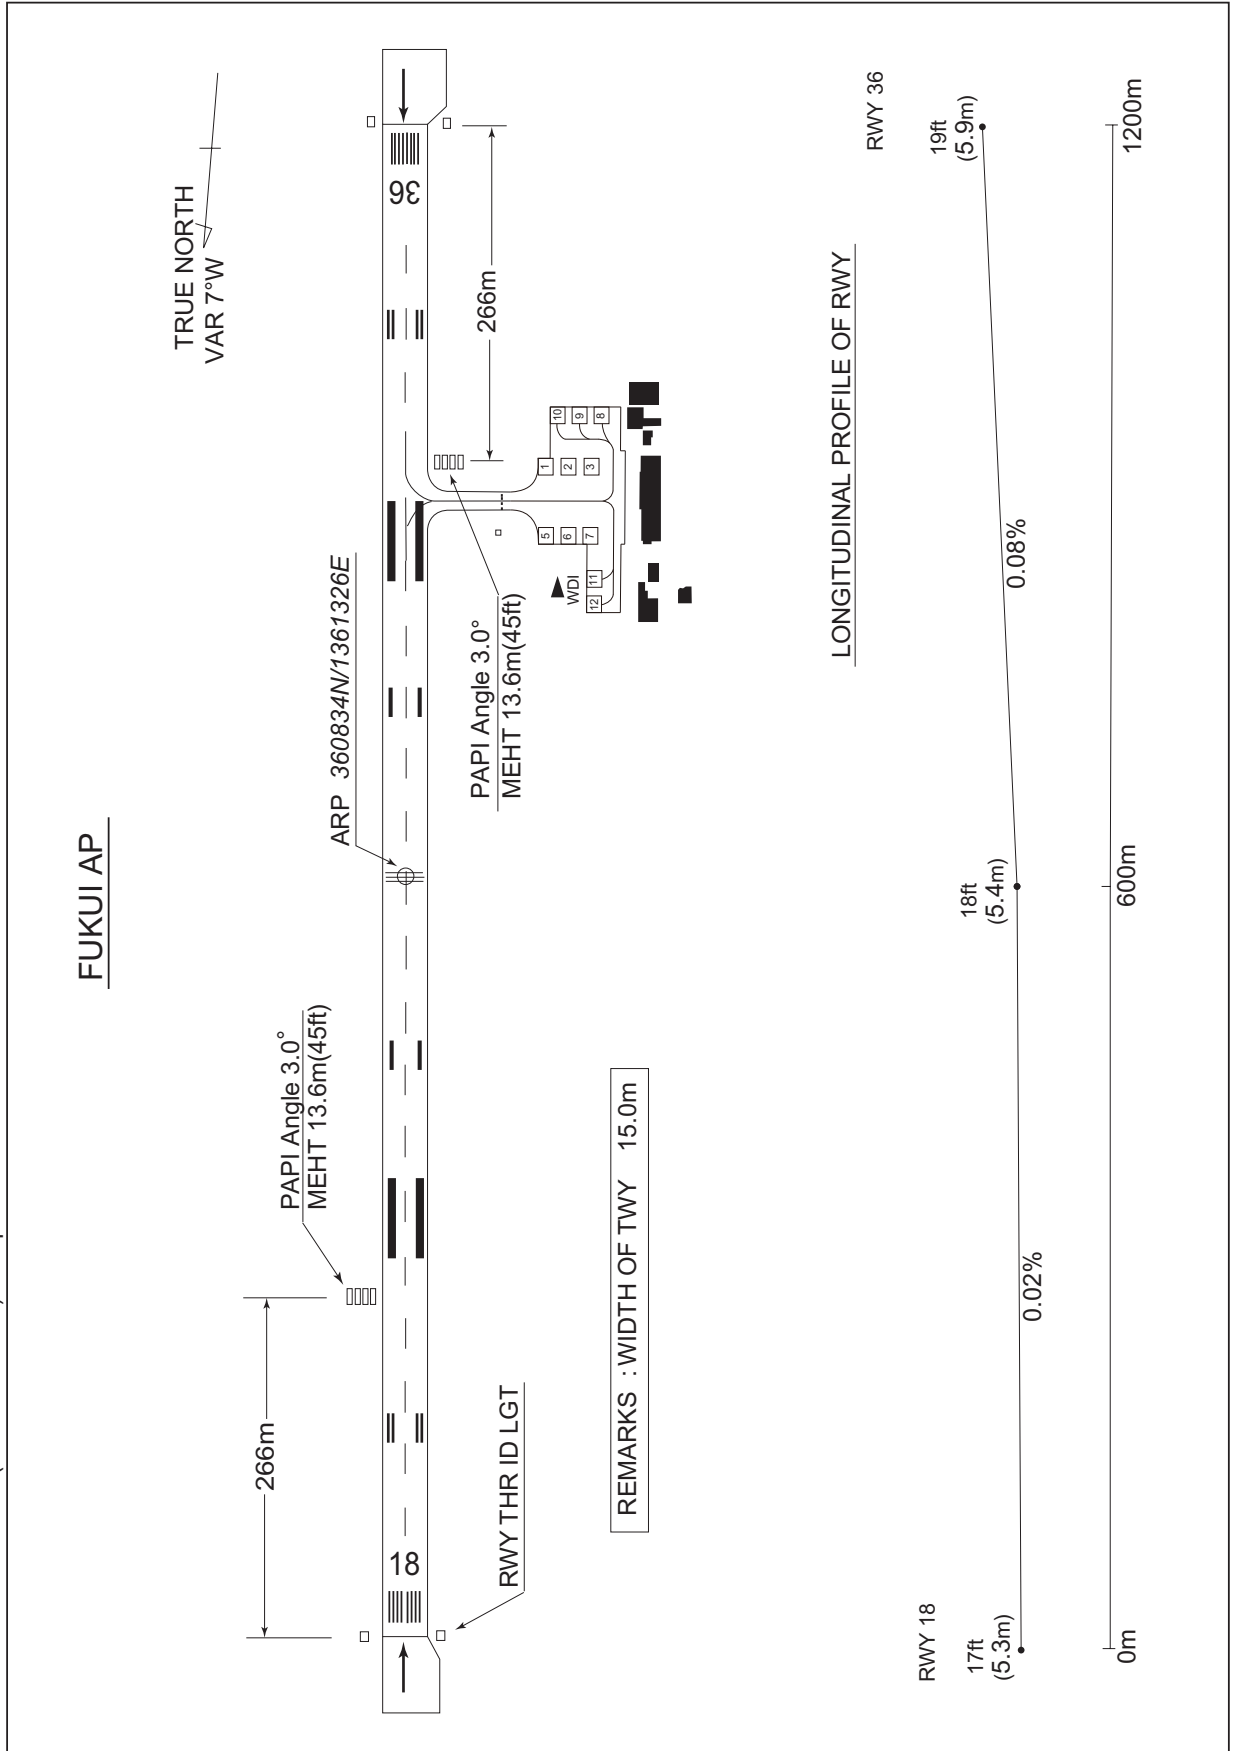 FUKUI AP
TRUE NORTH
VAR 7°W
266m
PAPI Angle 3.0°
MEHT 13.6m(45ft)
ARP 360834N/1361326E
18
36
RWY THR ID LGT
PAPI Angle 3.0°
MEHT 13.6m(45ft)
266m
WDI
12
11
5
6
7
1
2
3
10
9
8
REMARKS : WIDTH OF TWY 15.0m
LONGITUDINAL PROFILE OF RWY
RWY 18
RWY 36
17ft
(5.3m)
18ft
(5.4m)
19ft
(5.9m)
0.02%
0.08%
0m
600m
1200m